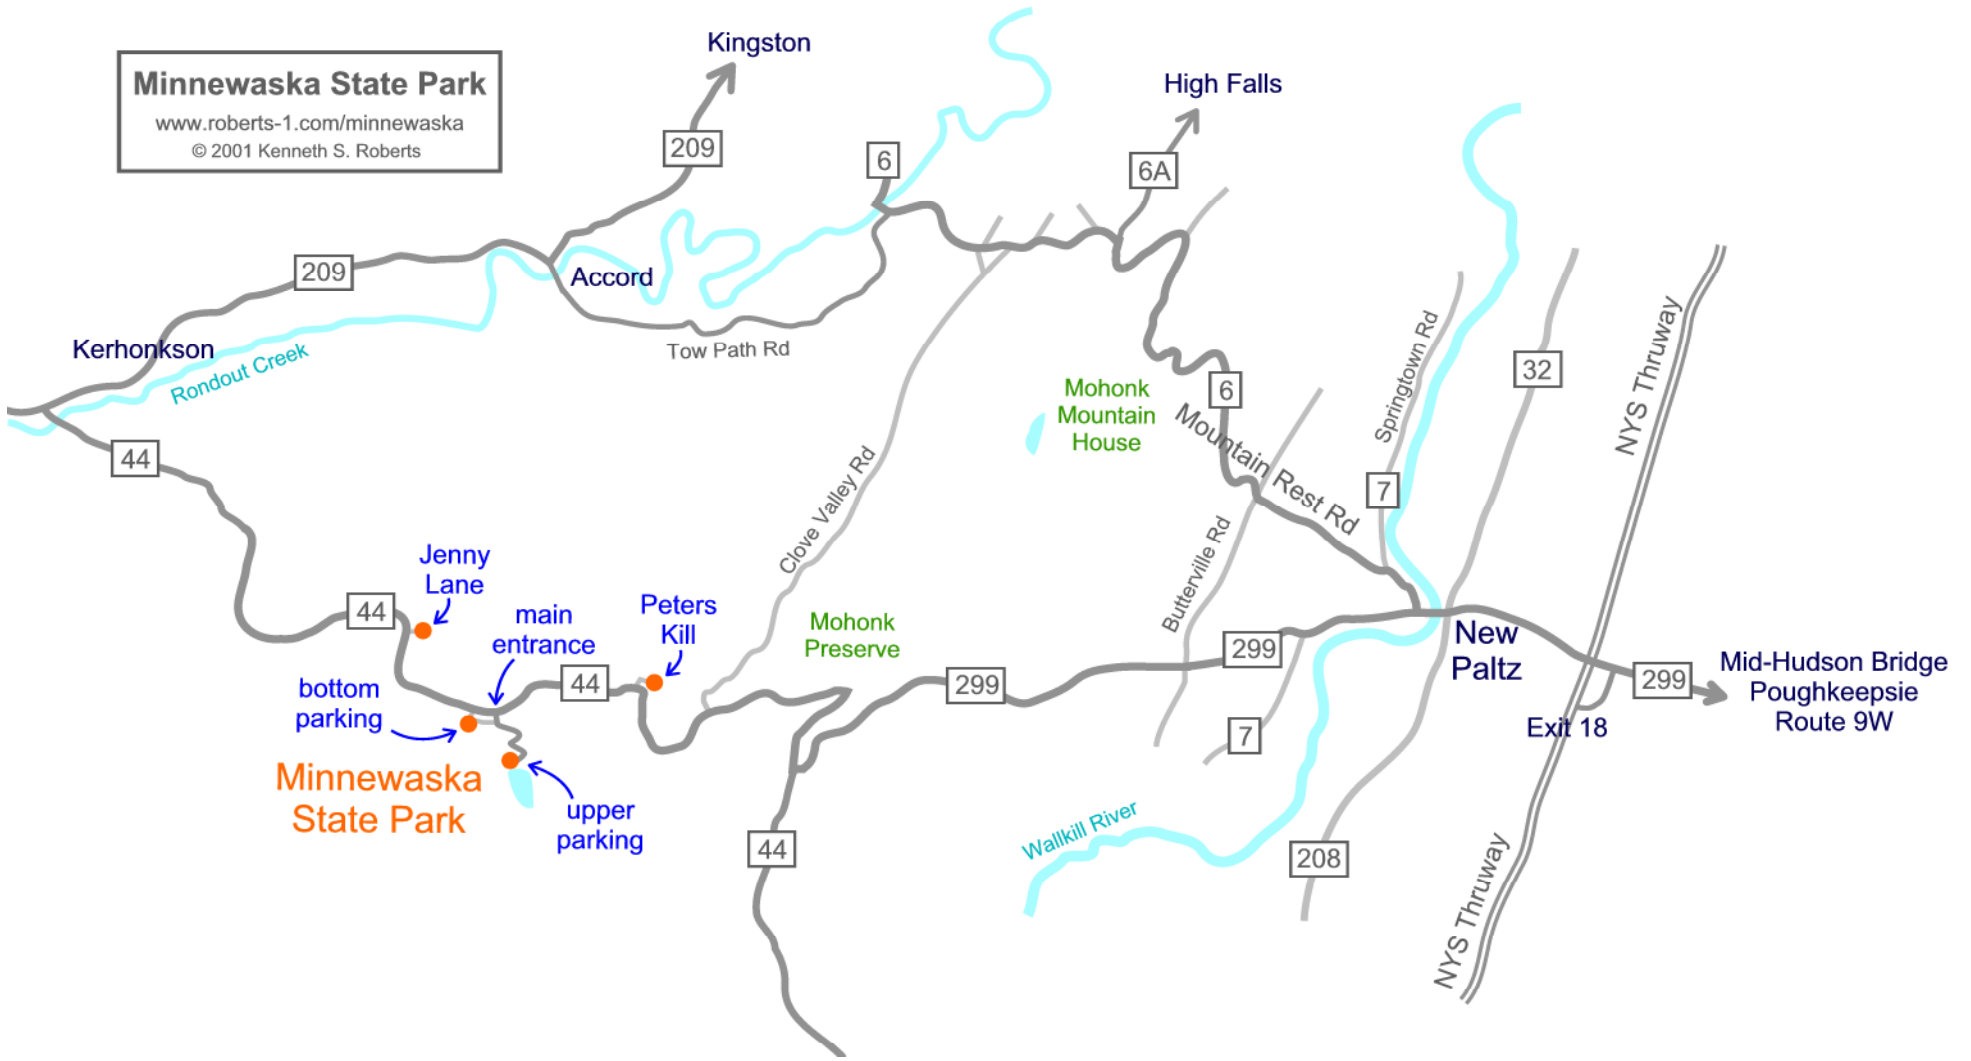 Minnewaska State Park
www.roberts-1.com/minnewaska
© 2001 Kenneth S. Roberts
Kingston
High Falls
209
6
6A
209
Accord
Kerhonkson
Rondout Creek
Tow Path Rd
Mohonk
Mountain
House
6
Mountain Rest Rd
Springtown Rd
32
NYS Thruway
44
Clove Valley Rd
7
Butterville Rd
Jenny
Lane
44
main
entrance
Peters
Kill
Mohonk
Preserve
44
299
299
New
Paltz
299
Mid-Hudson Bridge
Poughkeepsie
Route 9W
bottom
parking
Exit 18
7
Minnewaska
State Park
upper
parking
44
Wallkill River
208
NYS Thruway